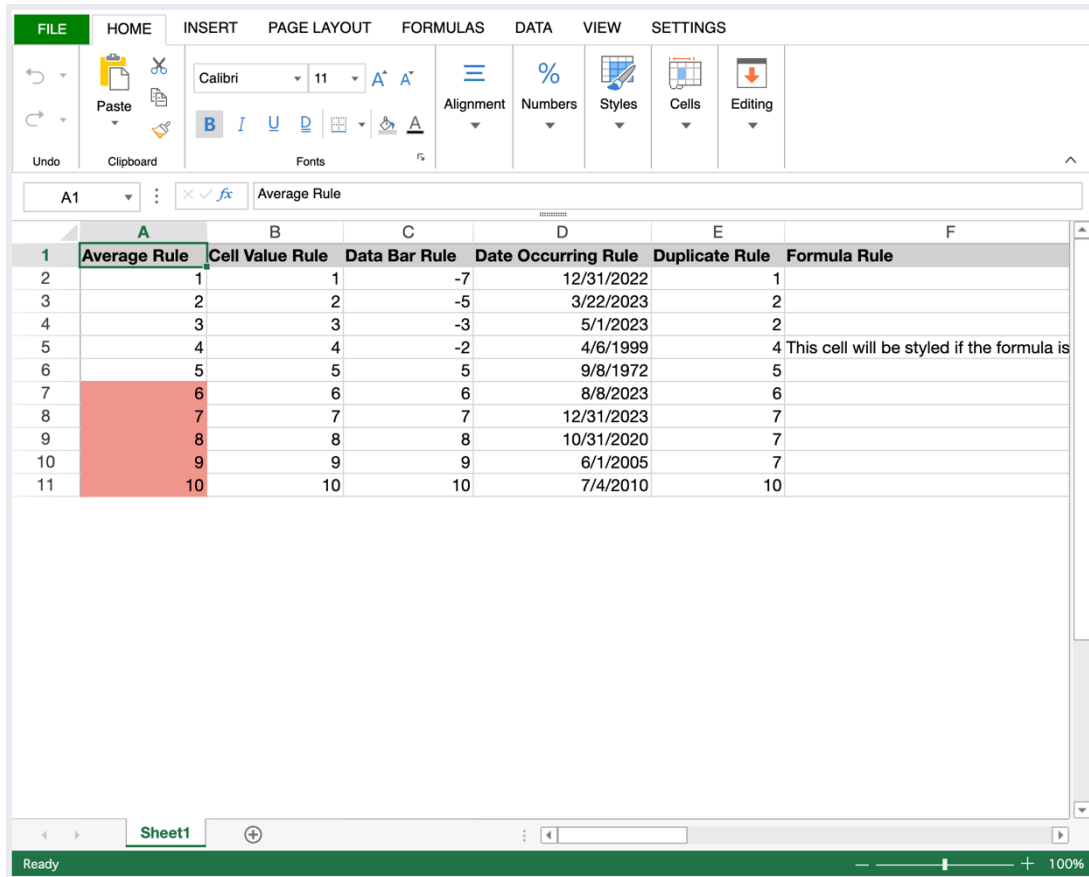 FILE HOME INSERT PAGE LAYOUT FORMULAS DATA VIEW SETTINGS
Calibri 11 A A
Paste Alignment Numbers Styles Cells Editing
B I U D A
Undo Clipboard Fonts
A1 fx Average Rule
A B C D E F
1 Average Rule Cell Value Rule Data Bar Rule Date Occurring Rule Duplicate Rule Formula Rule
2 1 1 -7 12/31/2022 1
3 2 2 -5 3/22/2023 2
4 3 3 -3 5/1/2023 2
5 4 4 -2 4/6/1999 4 This cell will be styled if the formula is
6 5 5 5 9/8/1972 5
7 6 6 6 8/8/2023 6
8 7 7 7 12/31/2023 7
9 8 8 8 10/31/2020 7
10 9 9 9 6/1/2005 7
11 10 10 10 7/4/2010 10
Sheet1
Ready 100%